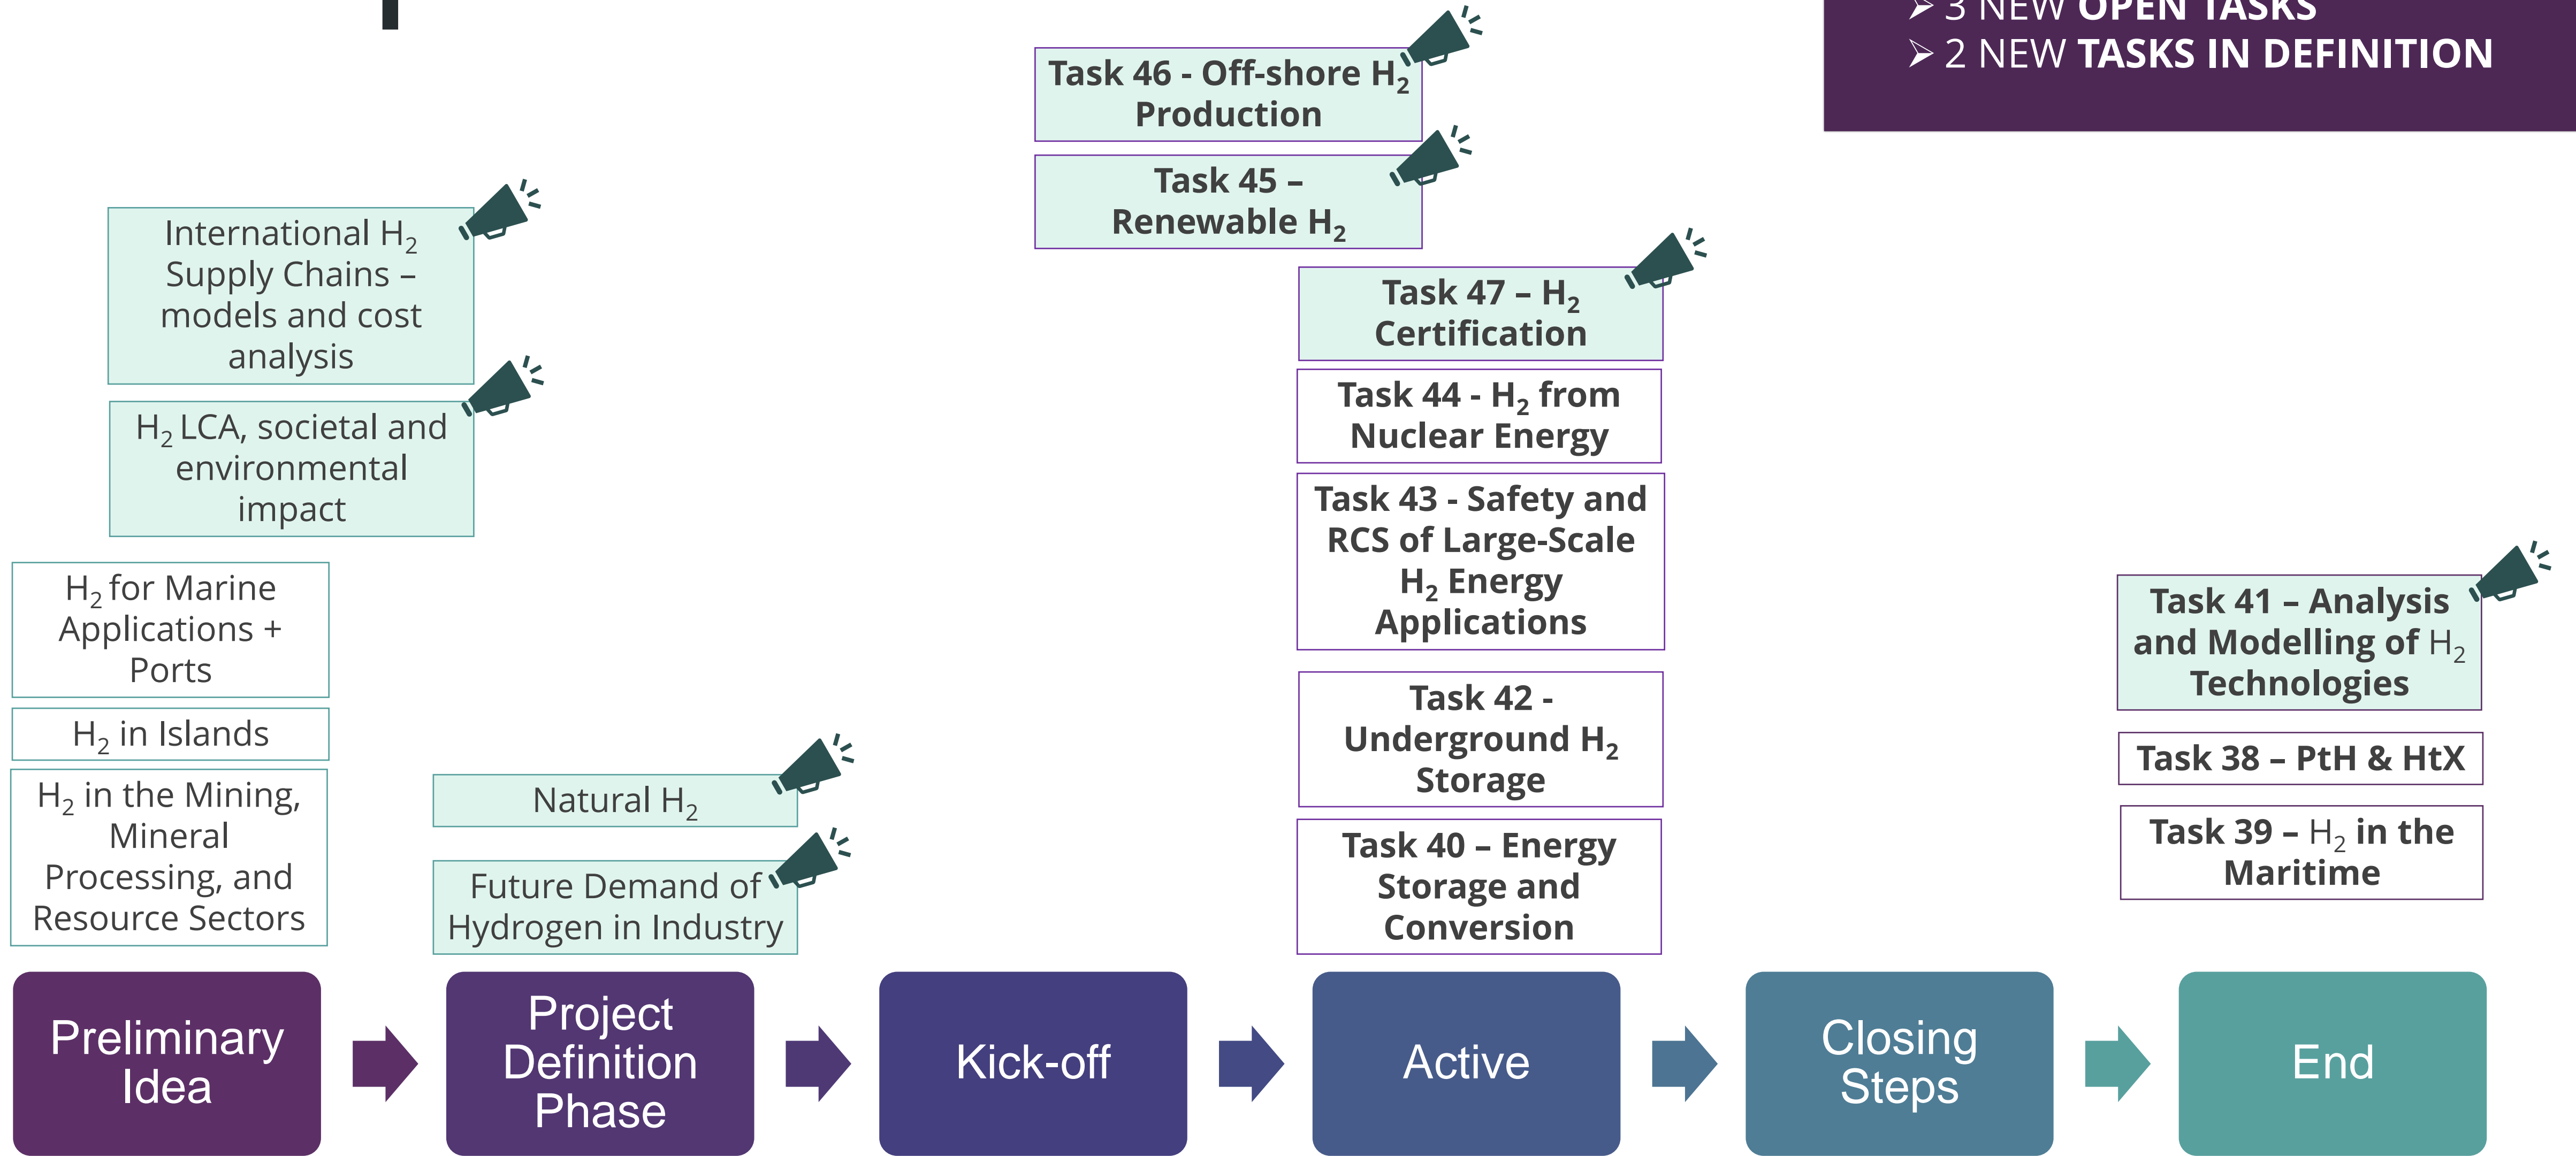 ➢ 3 NEW OPEN TASKS
➢ 2 NEW TASKS IN DEFINITION
Task 46 - Off-shore H₂
Production
Task 45 –
Renewable H₂
International H₂
Supply Chains –
models and cost
analysis
H₂ LCA, societal and
environmental
impact
H₂ for Marine
Applications +
Ports
H₂ in Islands
H₂ in the Mining,
Mineral
Processing, and
Resource Sectors
Natural H₂
Future Demand of
Hydrogen in Industry
Task 47 – H₂
Certification
Task 44 - H₂ from
Nuclear Energy
Task 43 - Safety and
RCS of Large-Scale
H₂ Energy
Applications
Task 42 -
Underground H₂
Storage
Task 40 – Energy
Storage and
Conversion
Task 41 – Analysis
and Modelling of H₂
Technologies
Task 38 – PtH & HtX
Task 39 – H₂ in the
Maritime
Preliminary
Idea
Project
Definition
Phase
Kick-off
Active
Closing
Steps
End